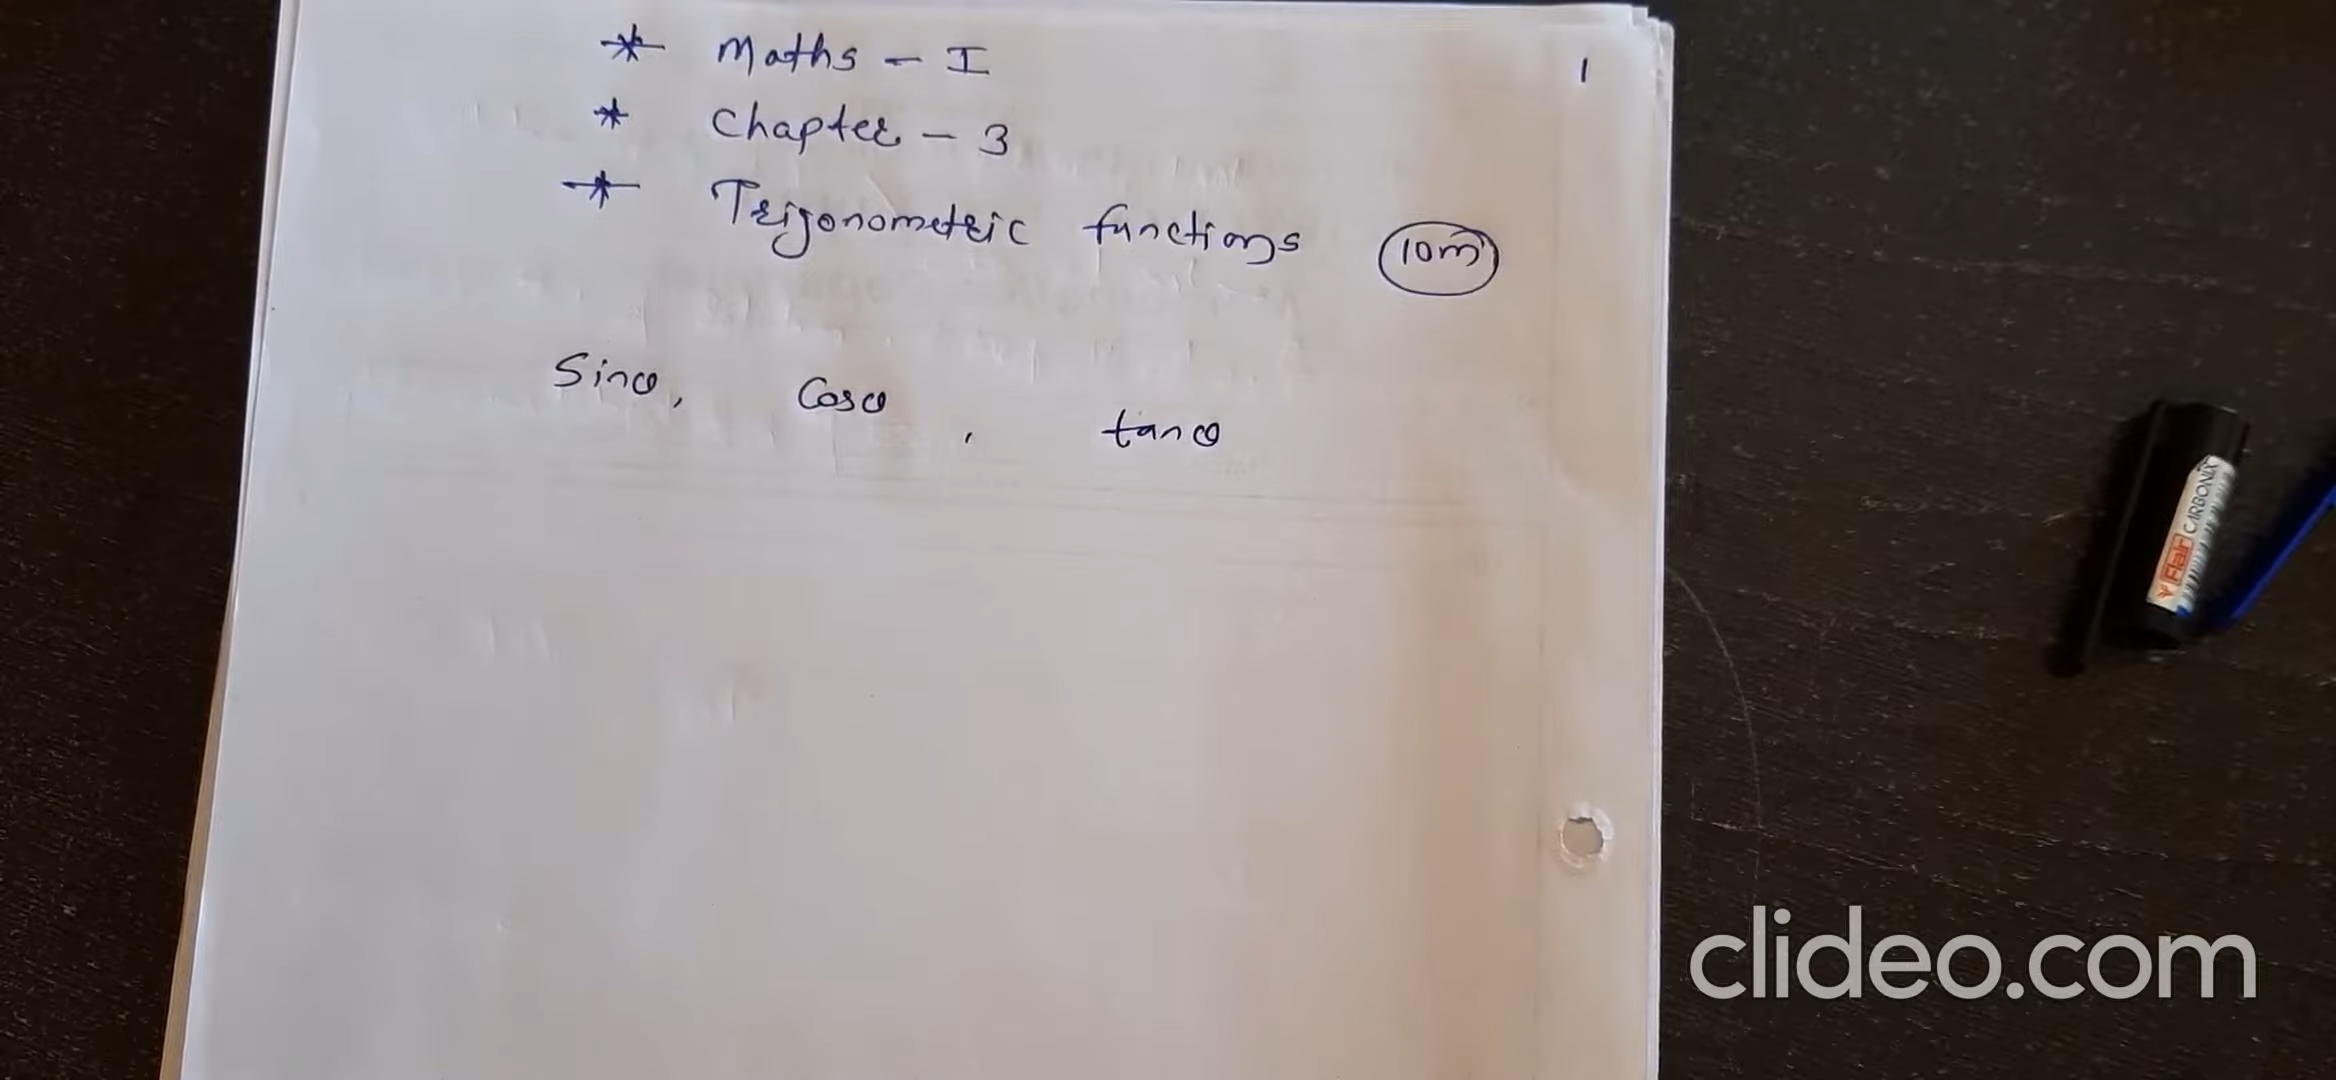 * Maths - I
1
* Chapter - 3
* Trigonometric functions 10m
Sinθ, Cosθ, tanθ
Flair CARBONIX
clideo.com